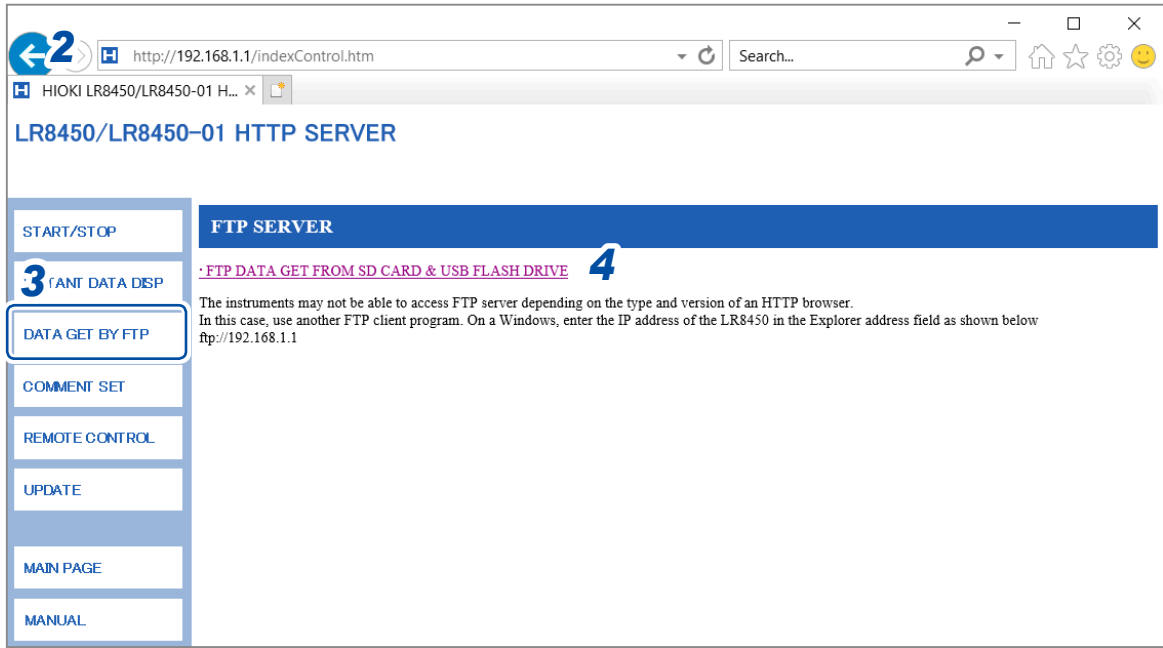 2
http://192.168.1.1/indexControl.htm
Search...
HIOKI LR8450/LR8450-01 H...
LR8450/LR8450-01 HTTP SERVER
START/STOP
3 TANT DATA DISP
DATA GET BY FTP
COMMENT SET
REMOTE CONTROL
UPDATE
MAIN PAGE
MANUAL
FTP SERVER
· FTP DATA GET FROM SD CARD & USB FLASH DRIVE 4
The instruments may not be able to access FTP server depending on the type and version of an HTTP browser.
In this case, use another FTP client program. On a Windows, enter the IP address of the LR8450 in the Explorer address field as shown below
ftp://192.168.1.1